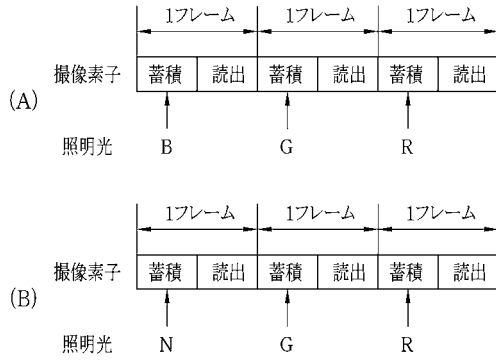 1フレーム 1フレーム 1フレーム
撮像素子 蓄積 読出 蓄積 読出 蓄積 読出
(A)
照明光 B G R
1フレーム 1フレーム 1フレーム
撮像素子 蓄積 読出 蓄積 読出 蓄積 読出
(B)
照明光 N G R